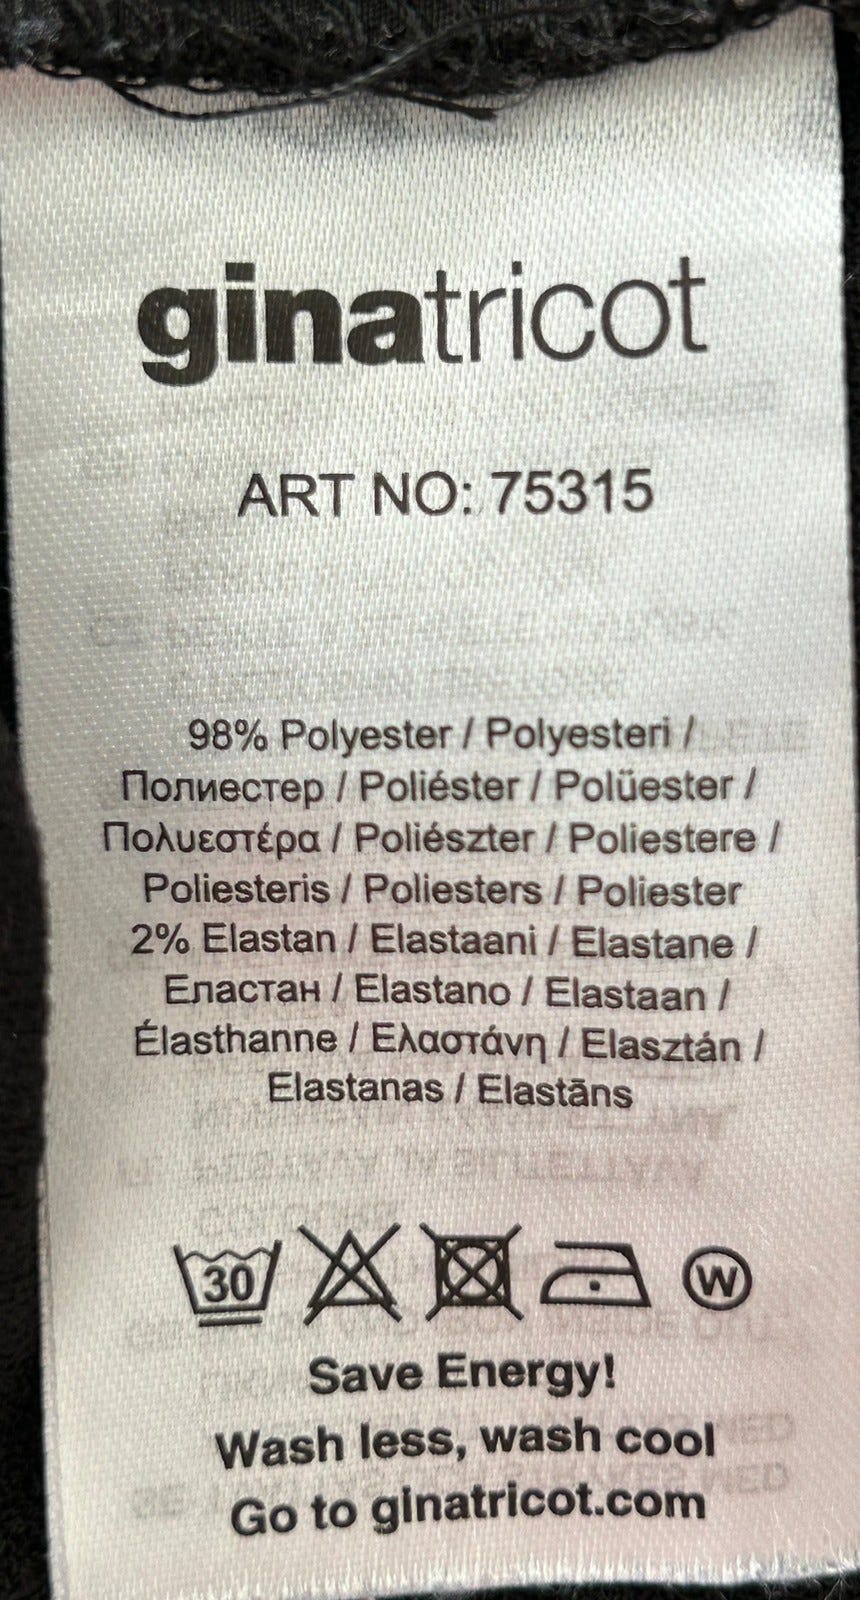 ginatricot
ART NO: 75315
98% Polyester / Polyesteri /
Полиестер / Poliéster / Polüester /
Πολυεστέρα / Poliészter / Poliestere /
Poliesteris / Poliesters / Poliester
2% Elastan / Elastaani / Elastane /
Еластан / Elastano / Elastaan /
Élasthanne / Ελαστάνη / Elasztán /
Elastanas / Elastāns
30 W
Save Energy!
Wash less, wash cool
Go to ginatricot.com